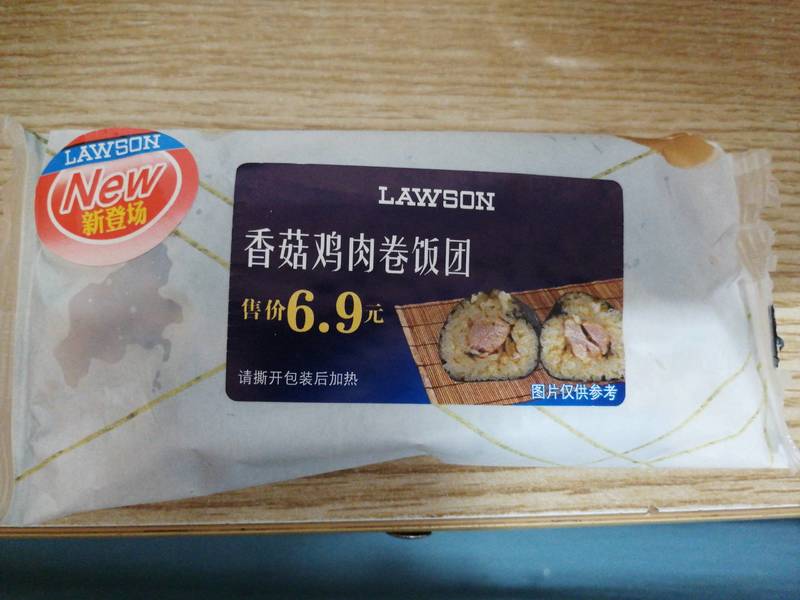 LAWSON
New
新登场
LAWSON
香菇鸡肉卷饭团
售价6.9元
请撕开包装后加热
图片仅供参考